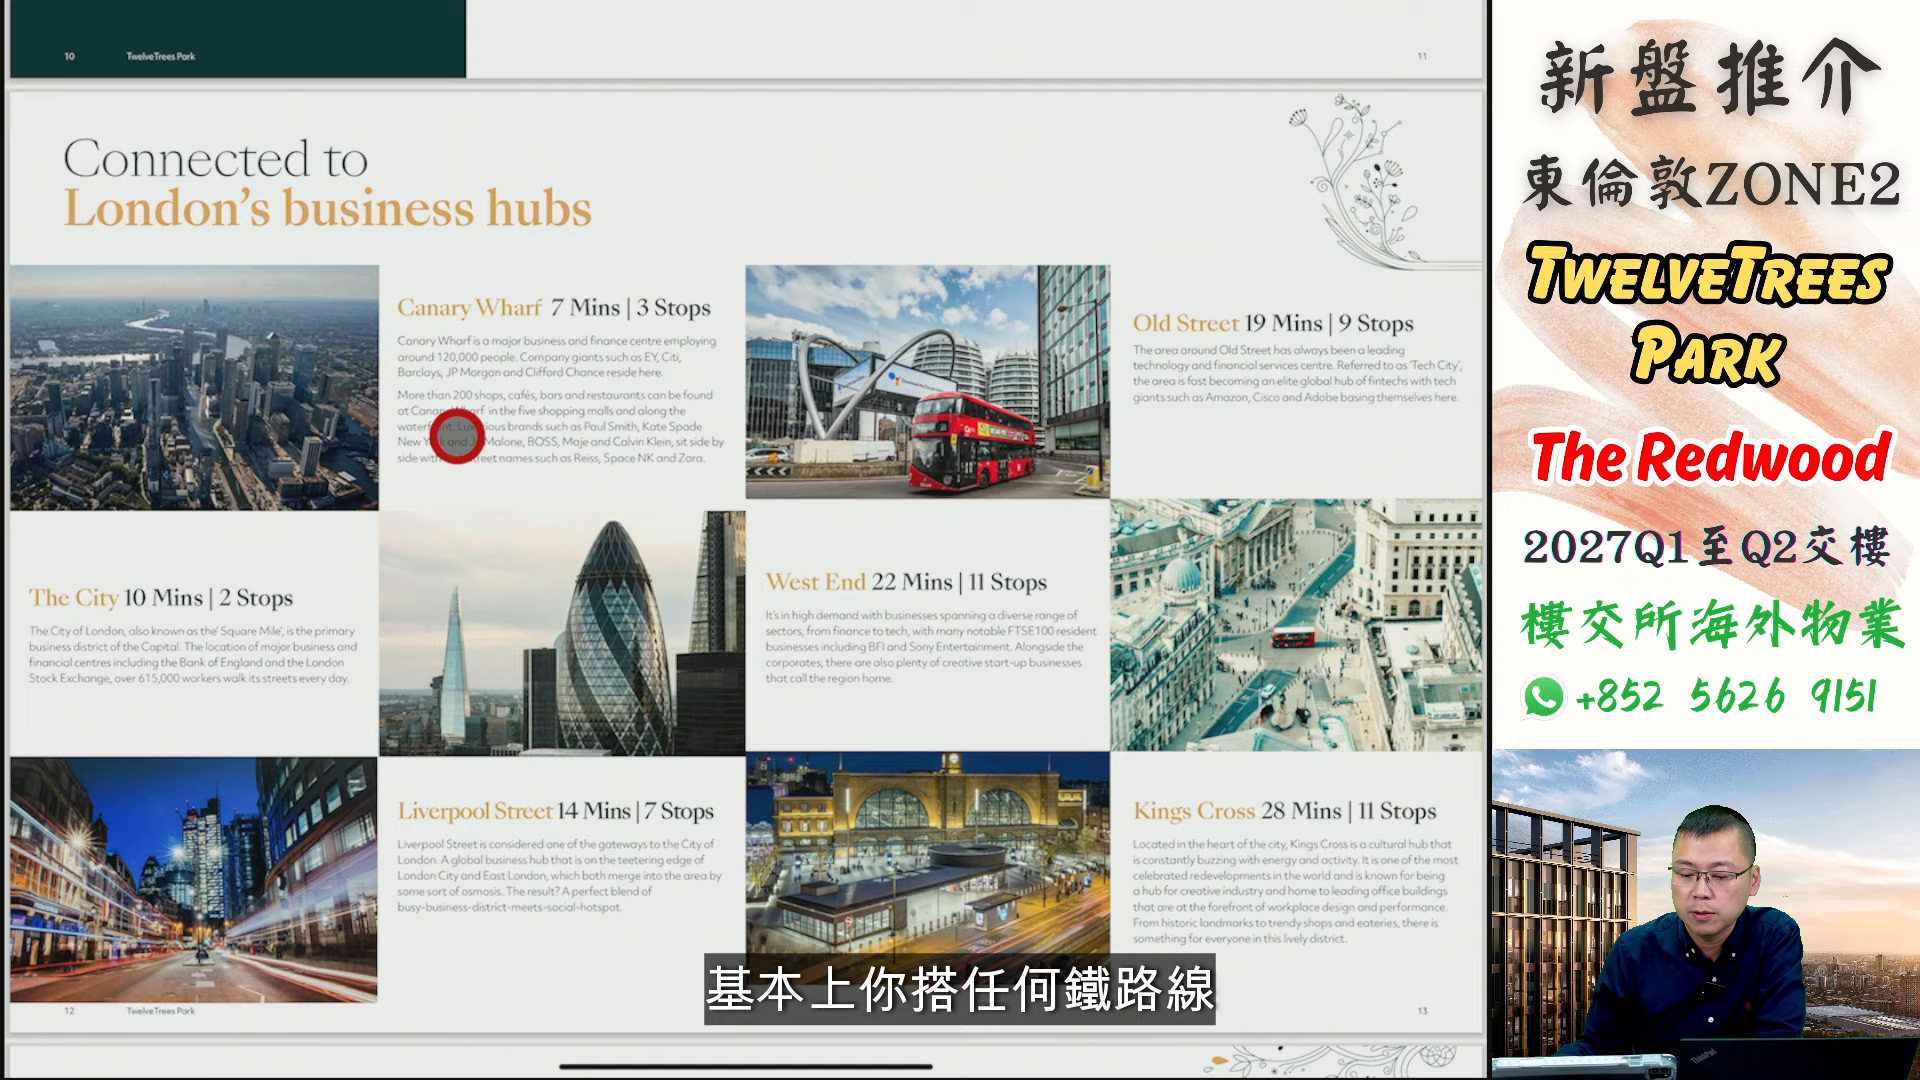 10 TwelveTrees Park
11
Connected to
London's business hubs
Canary Wharf 7 Mins | 3 Stops
Canary Wharf is a major business and finance centre employing
around 120,000 people. Company giants such as EY, Citi,
Barclays, JP Morgan and Clifford Chance reside here.
More than 200 shops, cafés, bars and restaurants can be found
at Canary Wharf in the five shopping malls and along the
waterfront. Luxurious brands such as Paul Smith, Kate Spade
New York and Jo Malone, BOSS, Maje and Calvin Klein, sit side by
side with street names such as Reiss, Space NK and Zara.
Old Street 19 Mins | 9 Stops
The area around Old Street has always been a leading
technology and financial services centre. Referred to as 'Tech City',
the area is fast becoming an elite global hub of fintechs with tech
giants such as Amazon, Cisco and Adobe basing themselves here.
The City 10 Mins | 2 Stops
The City of London, also known as the' Square Mile', is the primary
business district of the Capital. The location of major business and
financial centres including the Bank of England and the London
Stock Exchange, over 615,000 workers walk its streets every day.
West End 22 Mins | 11 Stops
It's in high demand with businesses spanning a diverse range of
sectors, from finance to tech, with many notable FTSE100 resident
businesses including BFI and Sony Entertainment. Alongside the
corporates, there are also plenty of creative start-up businesses
that call the region home.
Liverpool Street 14 Mins | 7 Stops
Liverpool Street is considered one of the gateways to the City of
London. A global business hub that is on the teetering edge of
London City and East London, which both merge into the area by
some sort of osmosis. The result? A perfect blend of
busy-business-district-meets-social-hotspot.
Kings Cross 28 Mins | 11 Stops
Located in the heart of the city, Kings Cross is a cultural hub that
is constantly buzzing with energy and activity. It is one of the most
celebrated redevelopments in the world and is known for being
a hub for creative industry and home to leading office buildings
that are at the forefront of workplace design and performance.
From historic landmarks to trendy shops and eateries, there is
something for everyone in this lively district.
12 TwelveTrees Park
13
基本上你搭任何鐵路線
新盤推介
東倫敦ZONE2
TwelveTrees
Park
The Redwood
2027Q1至Q2交樓
樓交所海外物業
+852 5626 9151
ThinkPad